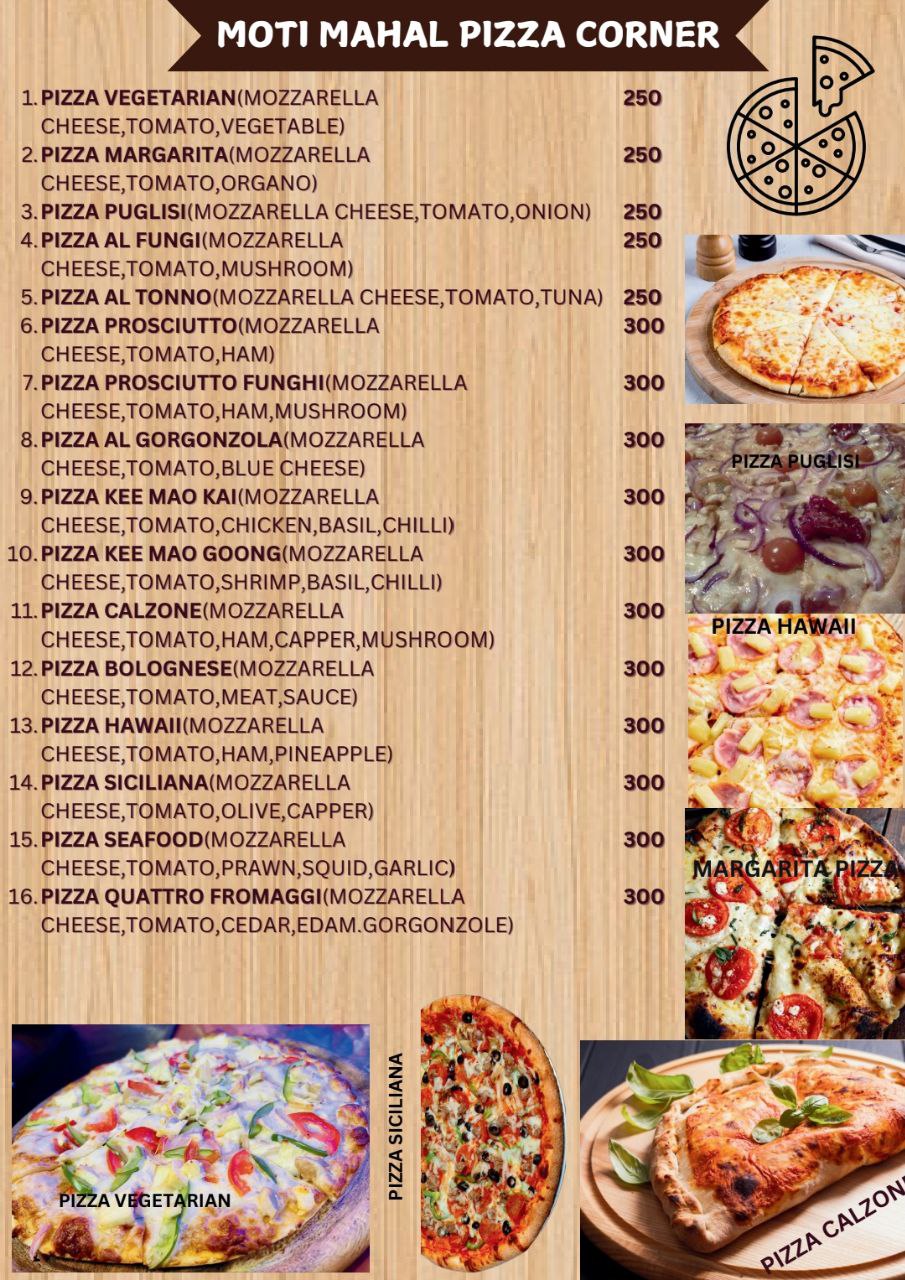 MOTI MAHAL PIZZA CORNER
1. PIZZA VEGETARIAN(MOZZARELLA 250
CHEESE,TOMATO,VEGETABLE)
2. PIZZA MARGARITA(MOZZARELLA 250
CHEESE,TOMATO,ORGANO)
3. PIZZA PUGLISI(MOZZARELLA CHEESE,TOMATO,ONION) 250
4. PIZZA AL FUNGI(MOZZARELLA 250
CHEESE,TOMATO,MUSHROOM)
5. PIZZA AL TONNO(MOZZARELLA CHEESE,TOMATO,TUNA) 250
6. PIZZA PROSCIUTTO(MOZZARELLA 300
CHEESE,TOMATO,HAM)
7. PIZZA PROSCIUTTO FUNGHI(MOZZARELLA 300
CHEESE,TOMATO,HAM,MUSHROOM)
8. PIZZA AL GORGONZOLA(MOZZARELLA 300
CHEESE,TOMATO,BLUE CHEESE)
9. PIZZA KEE MAO KAI(MOZZARELLA 300
CHEESE,TOMATO,CHICKEN,BASIL,CHILLI)
10. PIZZA KEE MAO GOONG(MOZZARELLA 300
CHEESE,TOMATO,SHRIMP,BASIL,CHILLI)
11. PIZZA CALZONE(MOZZARELLA 300
CHEESE,TOMATO,HAM,CAPPER,MUSHROOM)
12. PIZZA BOLOGNESE(MOZZARELLA 300
CHEESE,TOMATO,MEAT,SAUCE)
13. PIZZA HAWAII(MOZZARELLA 300
CHEESE,TOMATO,HAM,PINEAPPLE)
14. PIZZA SICILIANA(MOZZARELLA 300
CHEESE,TOMATO,OLIVE,CAPPER)
15. PIZZA SEAFOOD(MOZZARELLA 300
CHEESE,TOMATO,PRAWN,SQUID,GARLIC)
16. PIZZA QUATTRO FROMAGGI(MOZZARELLA 300
CHEESE,TOMATO,CEDAR,EDAM.GORGONZOLE)
PIZZA PUGLISI
PIZZA HAWAII
MARGARITA PIZZA
PIZZA VEGETARIAN
PIZZA SICILIANA
PIZZA CALZON